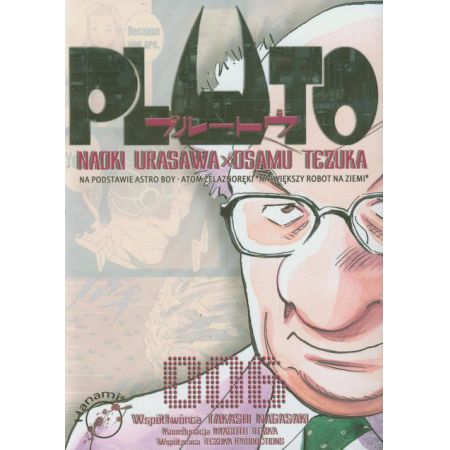 Because
you are.
PLUTO
プルートウ
NAOKI URASAWA×OSAMU TEZUKA
NA PODSTAWIE ASTRO BOY - ATOM ŻELAZNORĘKI "NAJWIĘKSZY ROBOT NA ZIEMI"
006
Hanami
Współtwórca TAKASHI NAGASAKI
Koordynacja MACOTO TEZKA
Współpraca TEZUKA PRODUCTIONS